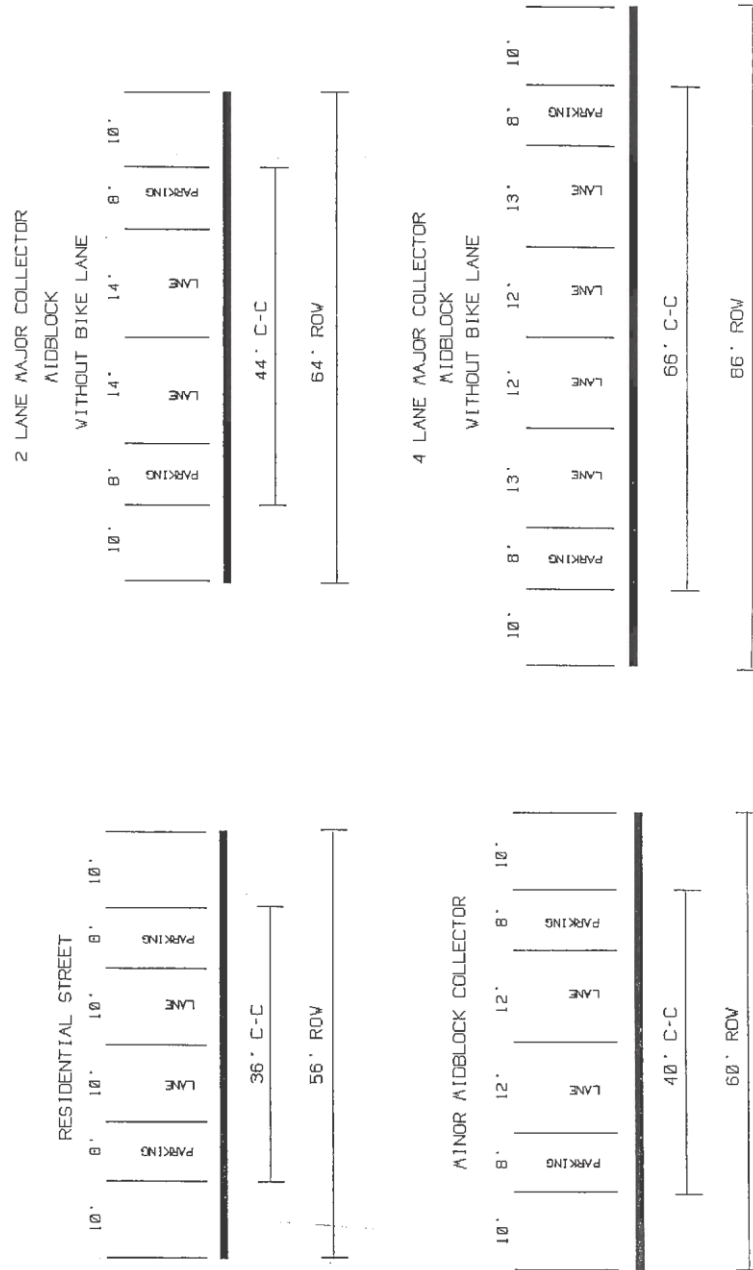 RESIDENTIAL STREET
10' 8' 10' 10' 8' 10'
PARKING LANE LANE PARKING
36' C-C
56' ROW
2 LANE MAJOR COLLECTOR
MIDBLOCK
WITHOUT BIKE LANE
10' 8' 14' 14' 8' 10'
PARKING LANE LANE PARKING
44' C-C
64' ROW
MINOR MIDBLOCK COLLECTOR
10' 8' 12' 12' 8' 10'
PARKING LANE LANE PARKING
40' C-C
60' ROW
4 LANE MAJOR COLLECTOR
MIDBLOCK
WITHOUT BIKE LANE
10' 8' 13' 12' 12' 13' 8' 10'
PARKING LANE LANE LANE LANE PARKING
66' C-C
86' ROW